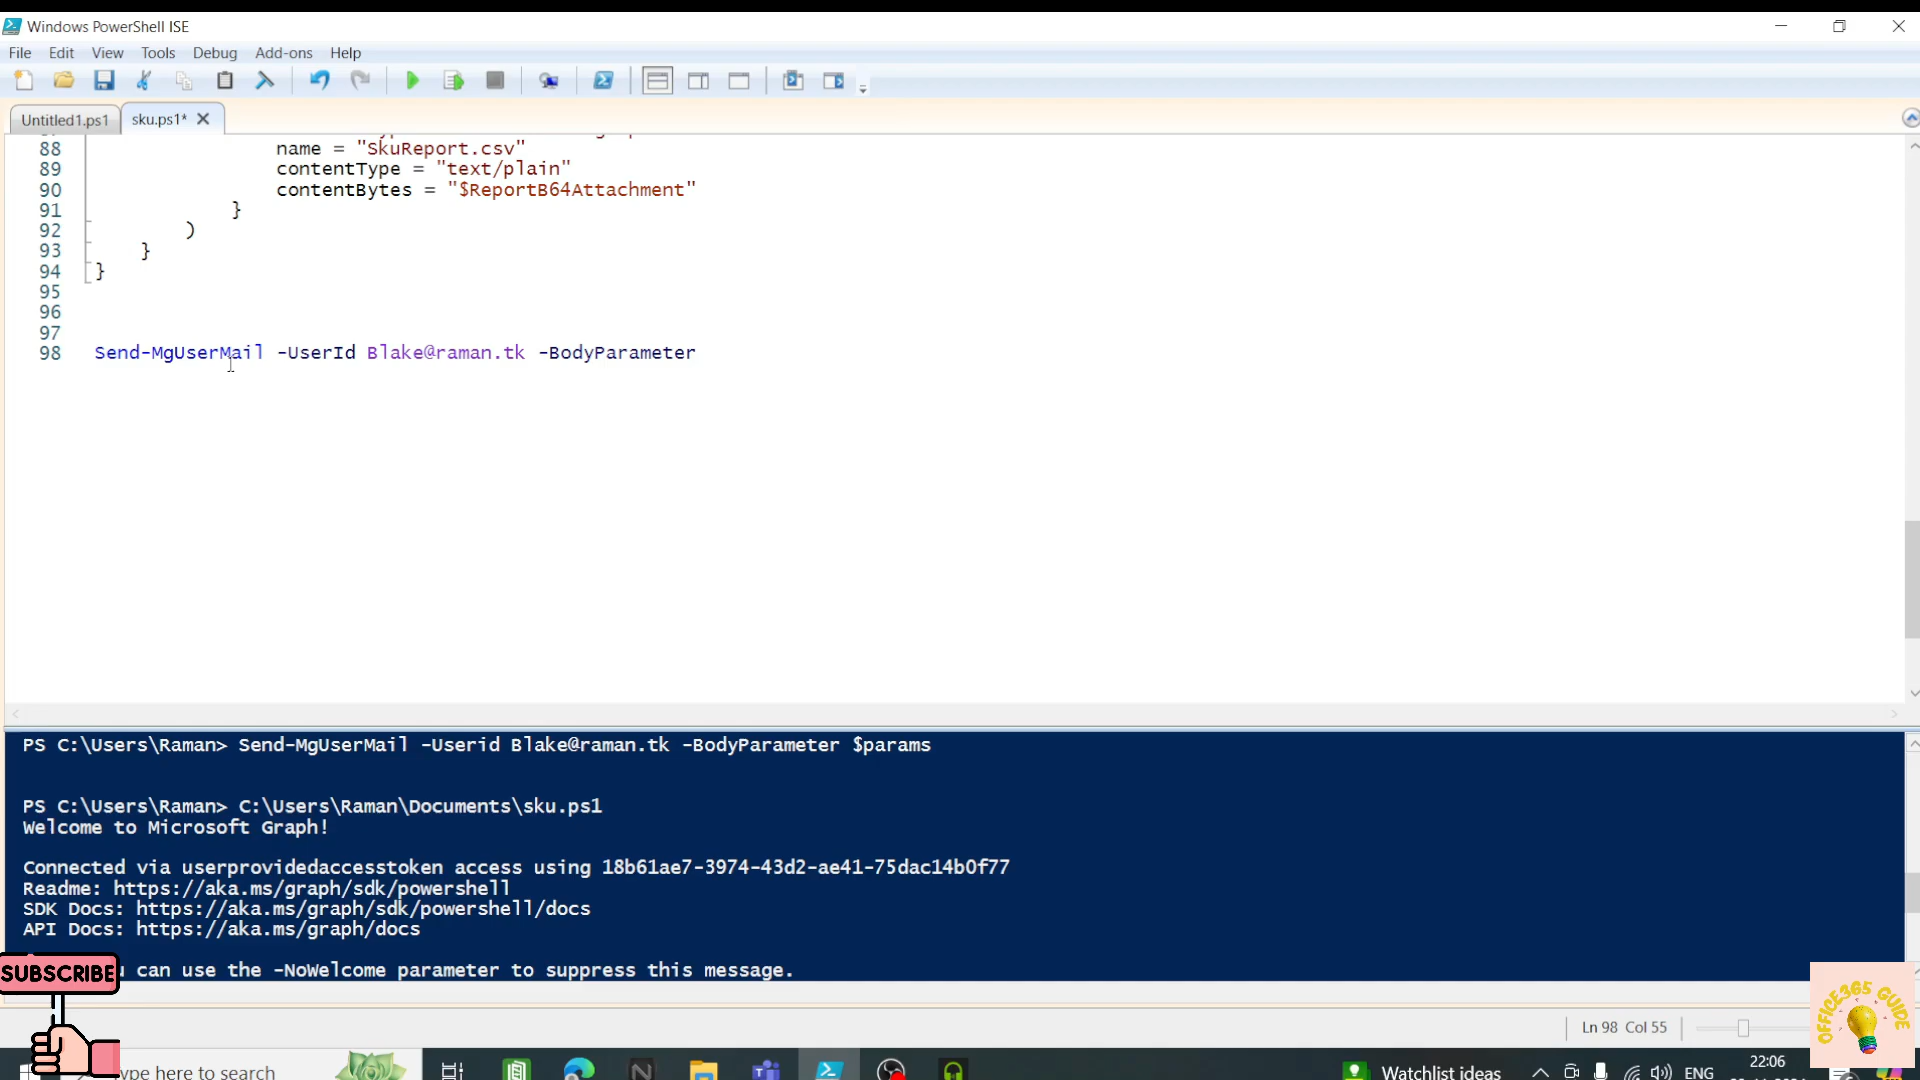 Windows PowerShell ISE
File Edit View Tools Debug Add-ons Help
Untitled1.ps1 sku.ps1*
88 name = "SkuReport.csv"
89 contentType = "text/plain"
90 contentBytes = "$ReportB64Attachment"
91 }
92 )
93 }
94 }
95
96
97
98 Send-MgUserMail -UserId Blake@raman.tk -BodyParameter
PS C:\Users\Raman> Send-MgUserMail -Userid Blake@raman.tk -BodyParameter $params
PS C:\Users\Raman> C:\Users\Raman\Documents\sku.ps1
Welcome to Microsoft Graph!
Connected via userprovidedaccesstoken access using 18b61ae7-3974-43d2-ae41-75dac14b0f77
Readme: https://aka.ms/graph/sdk/powershell
SDK Docs: https://aka.ms/graph/sdk/powershell/docs
API Docs: https://aka.ms/graph/docs
can use the -NoWelcome parameter to suppress this message.
SUBSCRIBE
OFFICE365 GUIDE
Ln 98 Col 55
ype here to search
Watchlist ideas
ENG
22:06